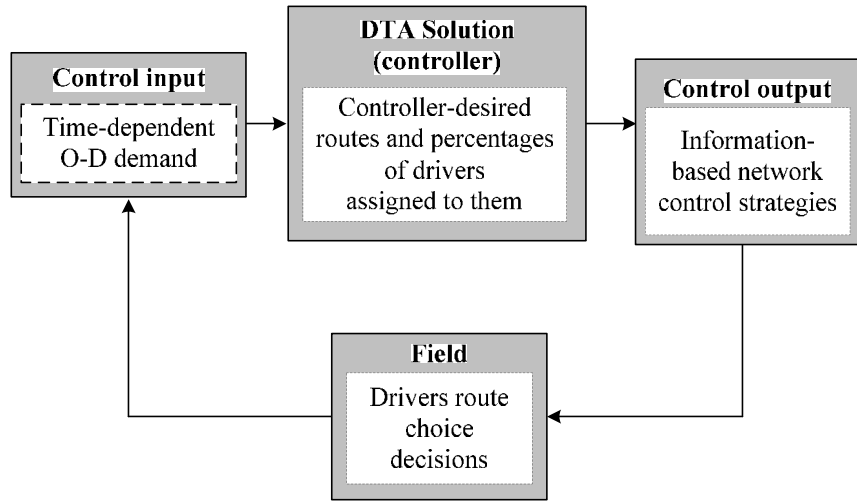 Control input
Time-dependent
O-D demand
DTA Solution
(controller)
Controller-desired
routes and percentages
of drivers
assigned to them
Control output
Information-
based network
control strategies
Field
Drivers route
choice
decisions